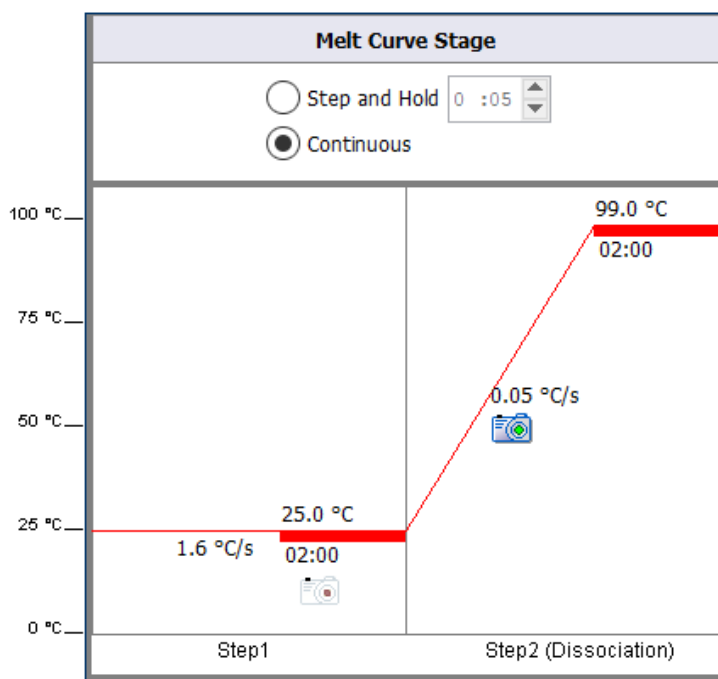 Melt Curve Stage
Step and Hold 0 :05
Continuous
100 °C
99.0 °C
02:00
75 °C
0.05 °C/s
50 °C
25.0 °C
25 °C
1.6 °C/s
02:00
0 °C
Step1
Step2 (Dissociation)